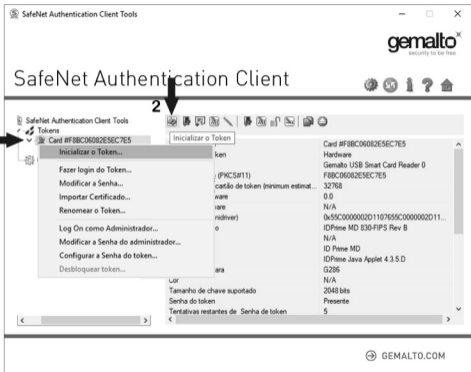 SafeNet Authentication Client Tools
gemalto
security to be free
SafeNet Authentication Client
2
SafeNet Authentication Client Tools
Tokens
Card #F8BC06082E5EC7E5
Inicializar o Token...
Fazer login do Token...
Modificar a Senha...
Importar Certificado...
Renomear o Token...
Log On como Administrador...
Modificar a Senha do administrador...
Configurar a Senha do token...
Desbloquear token...
Inicializar o Token
Card #F8BC06082E5EC7E5
ken Hardware
Gemalto USB Smart Card Reader 0
(PKCS#11) F8BC06082E5EC7E5
cartão de token (minimum estimat... 32768
ware 0.0
ware N/A
nidriver) 0x55C0000002D1107655C0000002D11...
o IDPrime MD 830-FIPS Rev B
N/A
ID Prime MD
IDPrime Java Applet 4.3.5.D
ara G286
Cor N/A
Tamanho de chave suportado 2048 bits
Senha do token Presente
Tentativas restantes de Senha de token 5
GEMALTO.COM